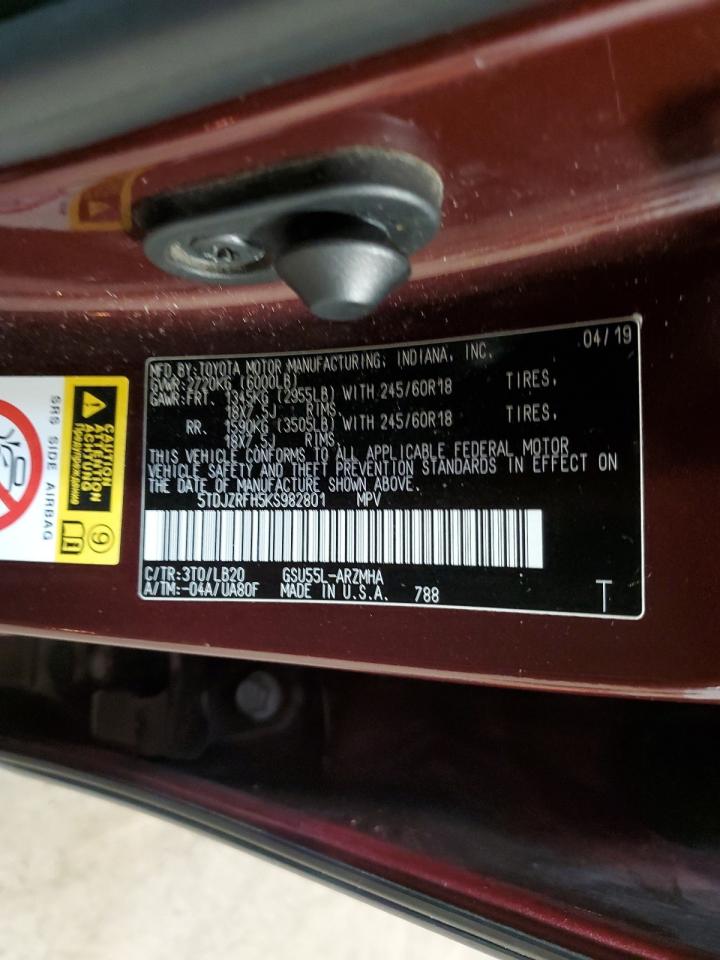 MFD.BY:TOYOTA MOTOR MANUFACTURING, INDIANA, INC. 04/19
GVWR:2720KG (6000LB)
GAWR:FRT. 1345KG (2955LB) WITH 245/60R18 TIRES,
18X7.5J RIMS.
RR. 1590KG (3505LB) WITH 245/60R18 TIRES,
18X7.5J RIMS.
THIS VEHICLE CONFORMS TO ALL APPLICABLE FEDERAL MOTOR
VEHICLE SAFETY AND THEFT PREVENTION STANDARDS IN EFFECT ON
THE DATE OF MANUFACTURE SHOWN ABOVE.
5TDJZRFH5KS982801 MPV
C/TR:3T0/LB20 GSU55L-ARZMHA
A/TM:-04A/UA80F MADE IN U.S.A. 788 T
CAUTION
ATTENTION
SRS SIDE AIRBAG
9